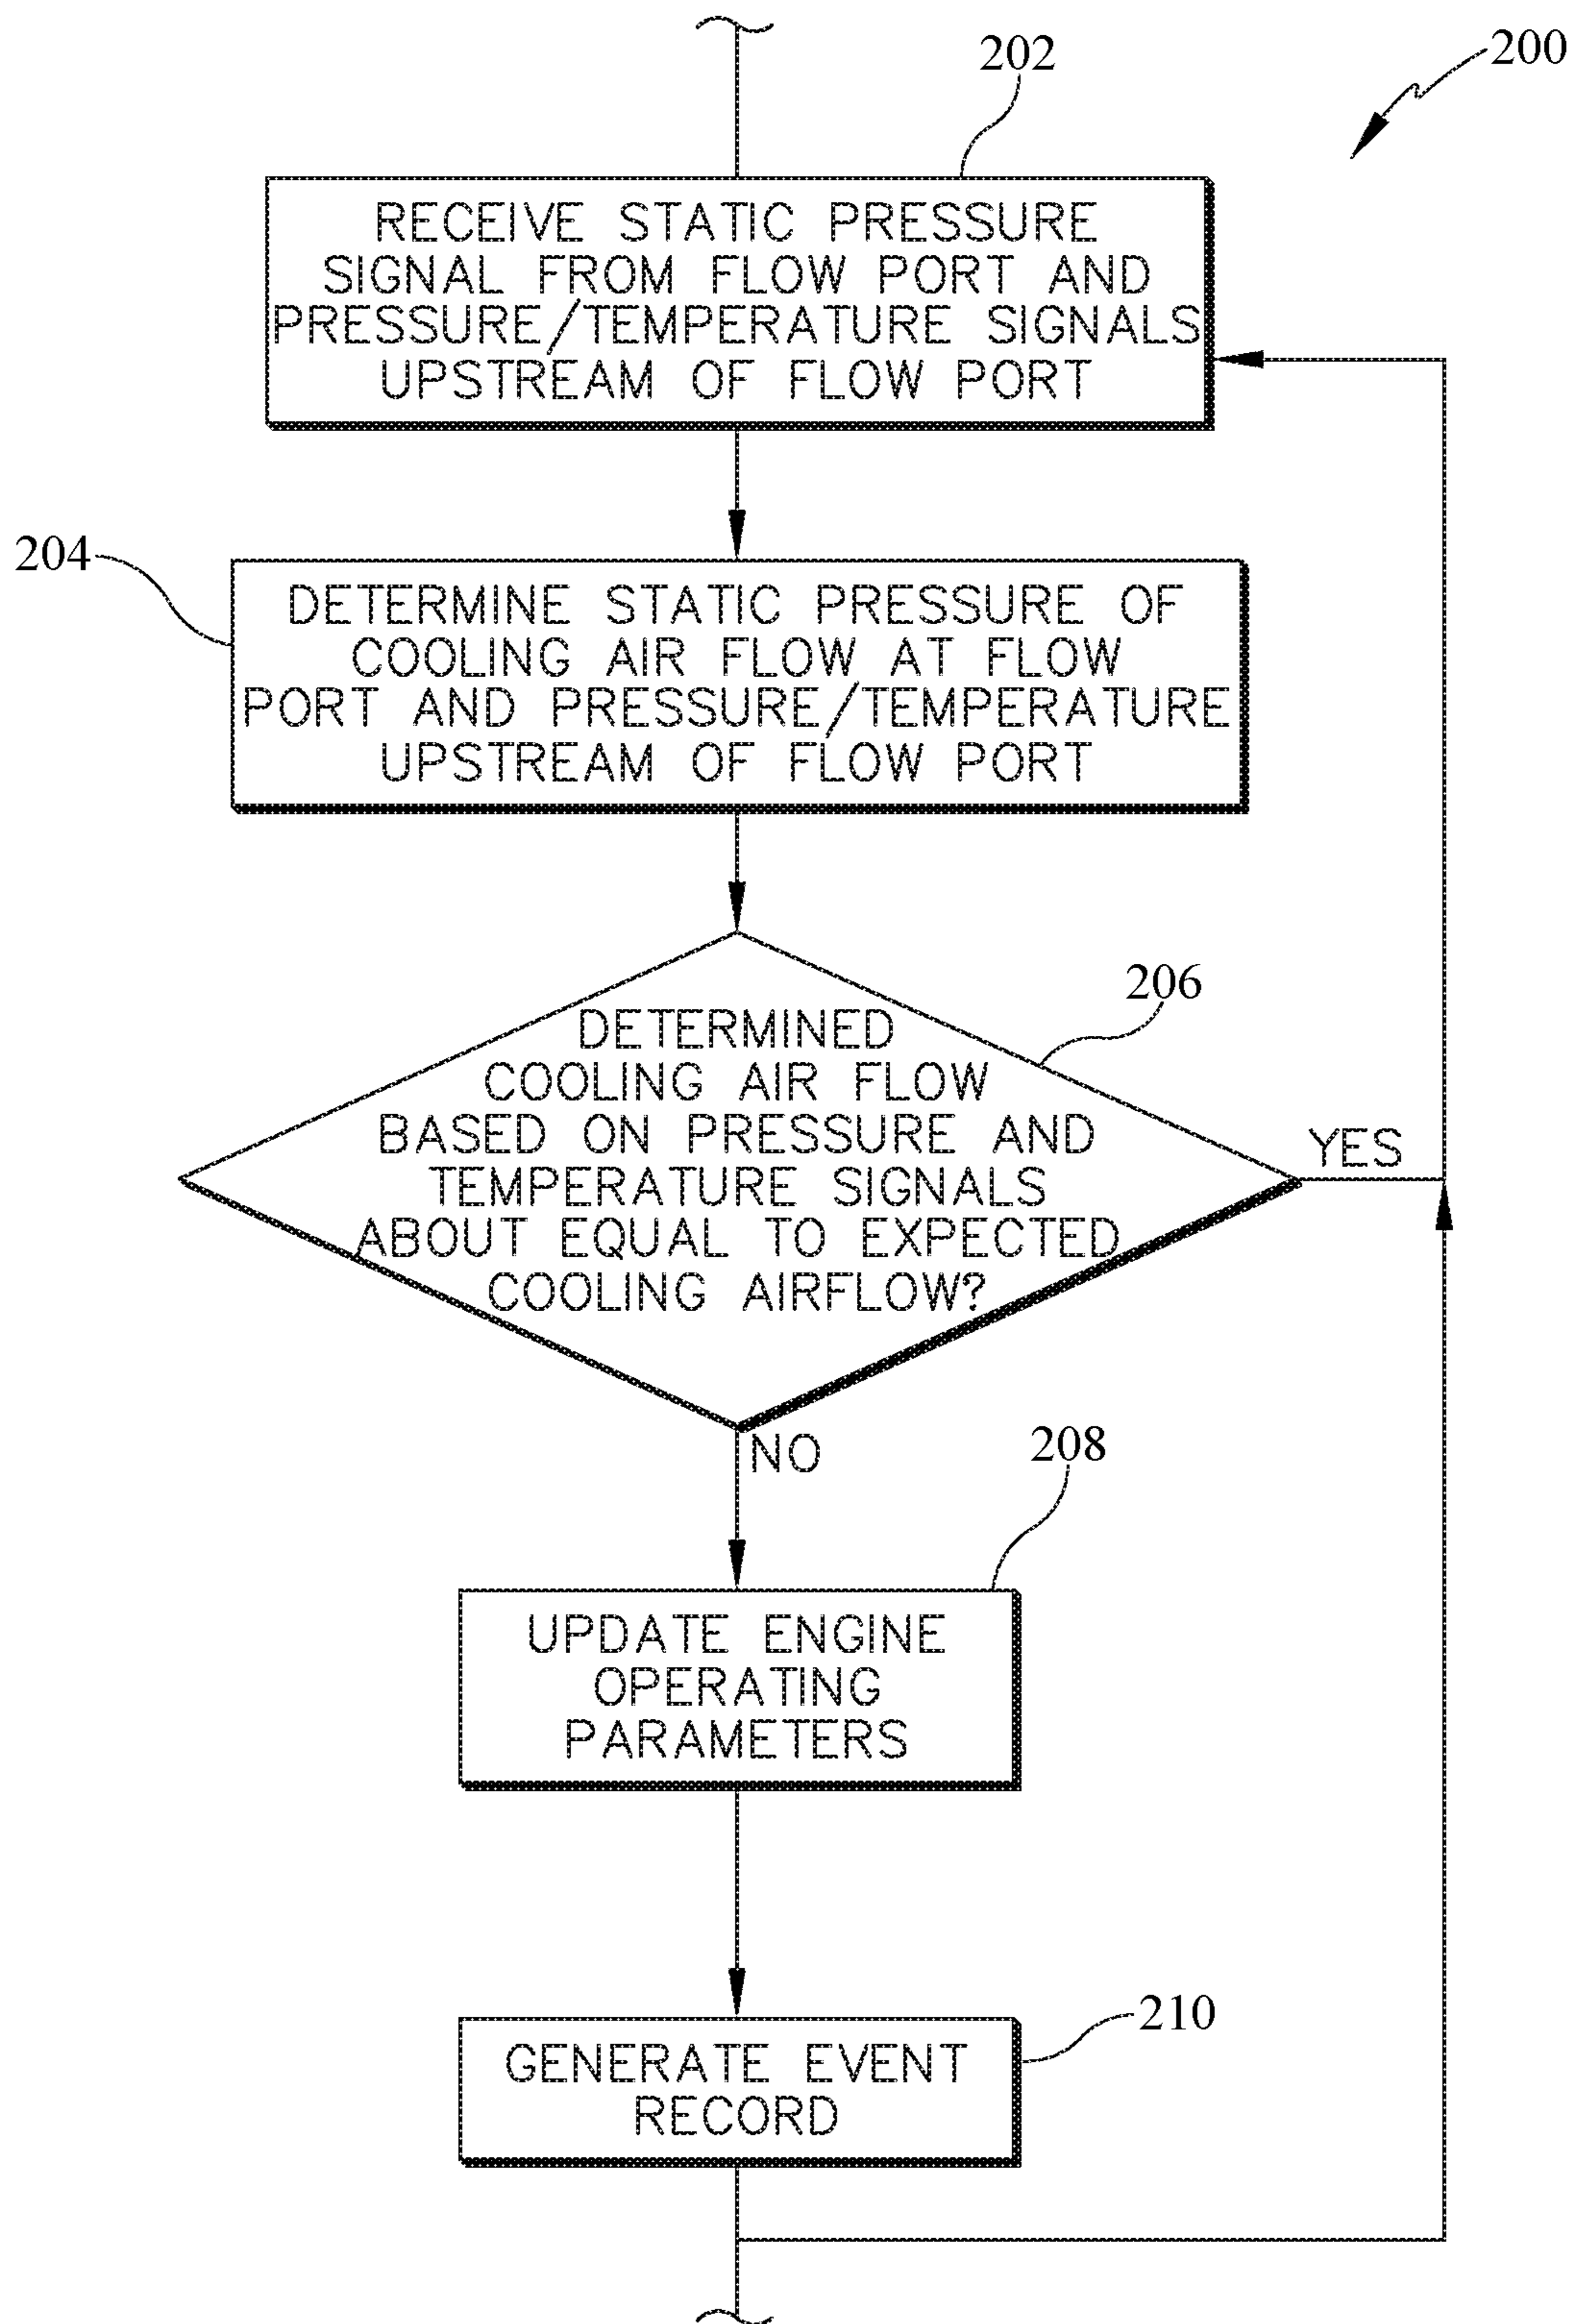 200
202
RECEIVE STATIC PRESSURE
SIGNAL FROM FLOW PORT AND
PRESSURE/TEMPERATURE SIGNALS
UPSTREAM OF FLOW PORT
204
DETERMINE STATIC PRESSURE OF
COOLING AIR FLOW AT FLOW
PORT AND PRESSURE/TEMPERATURE
UPSTREAM OF FLOW PORT
206
DETERMINED
COOLING AIR FLOW
BASED ON PRESSURE AND
TEMPERATURE SIGNALS
ABOUT EQUAL TO EXPECTED
COOLING AIRFLOW?
YES
NO
208
UPDATE ENGINE
OPERATING
PARAMETERS
210
GENERATE EVENT
RECORD